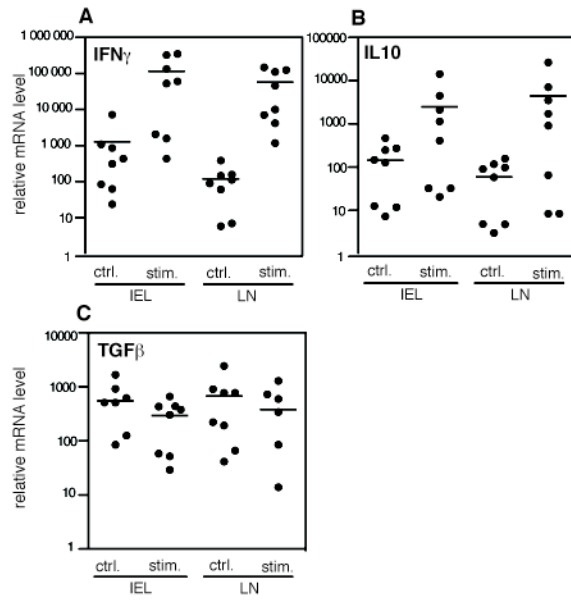 A
IFNγ
relative mRNA level
1 000 000
100 000
10 000
1 000
100
10
1
ctrl. stim. ctrl. stim.
IEL LN
B
IL10
100000
10000
1000
100
10
1
ctrl. stim. ctrl. stim.
IEL LN
C
TGFβ
relative mRNA level
10000
1000
100
10
1
ctrl. stim. ctrl. stim.
IEL LN